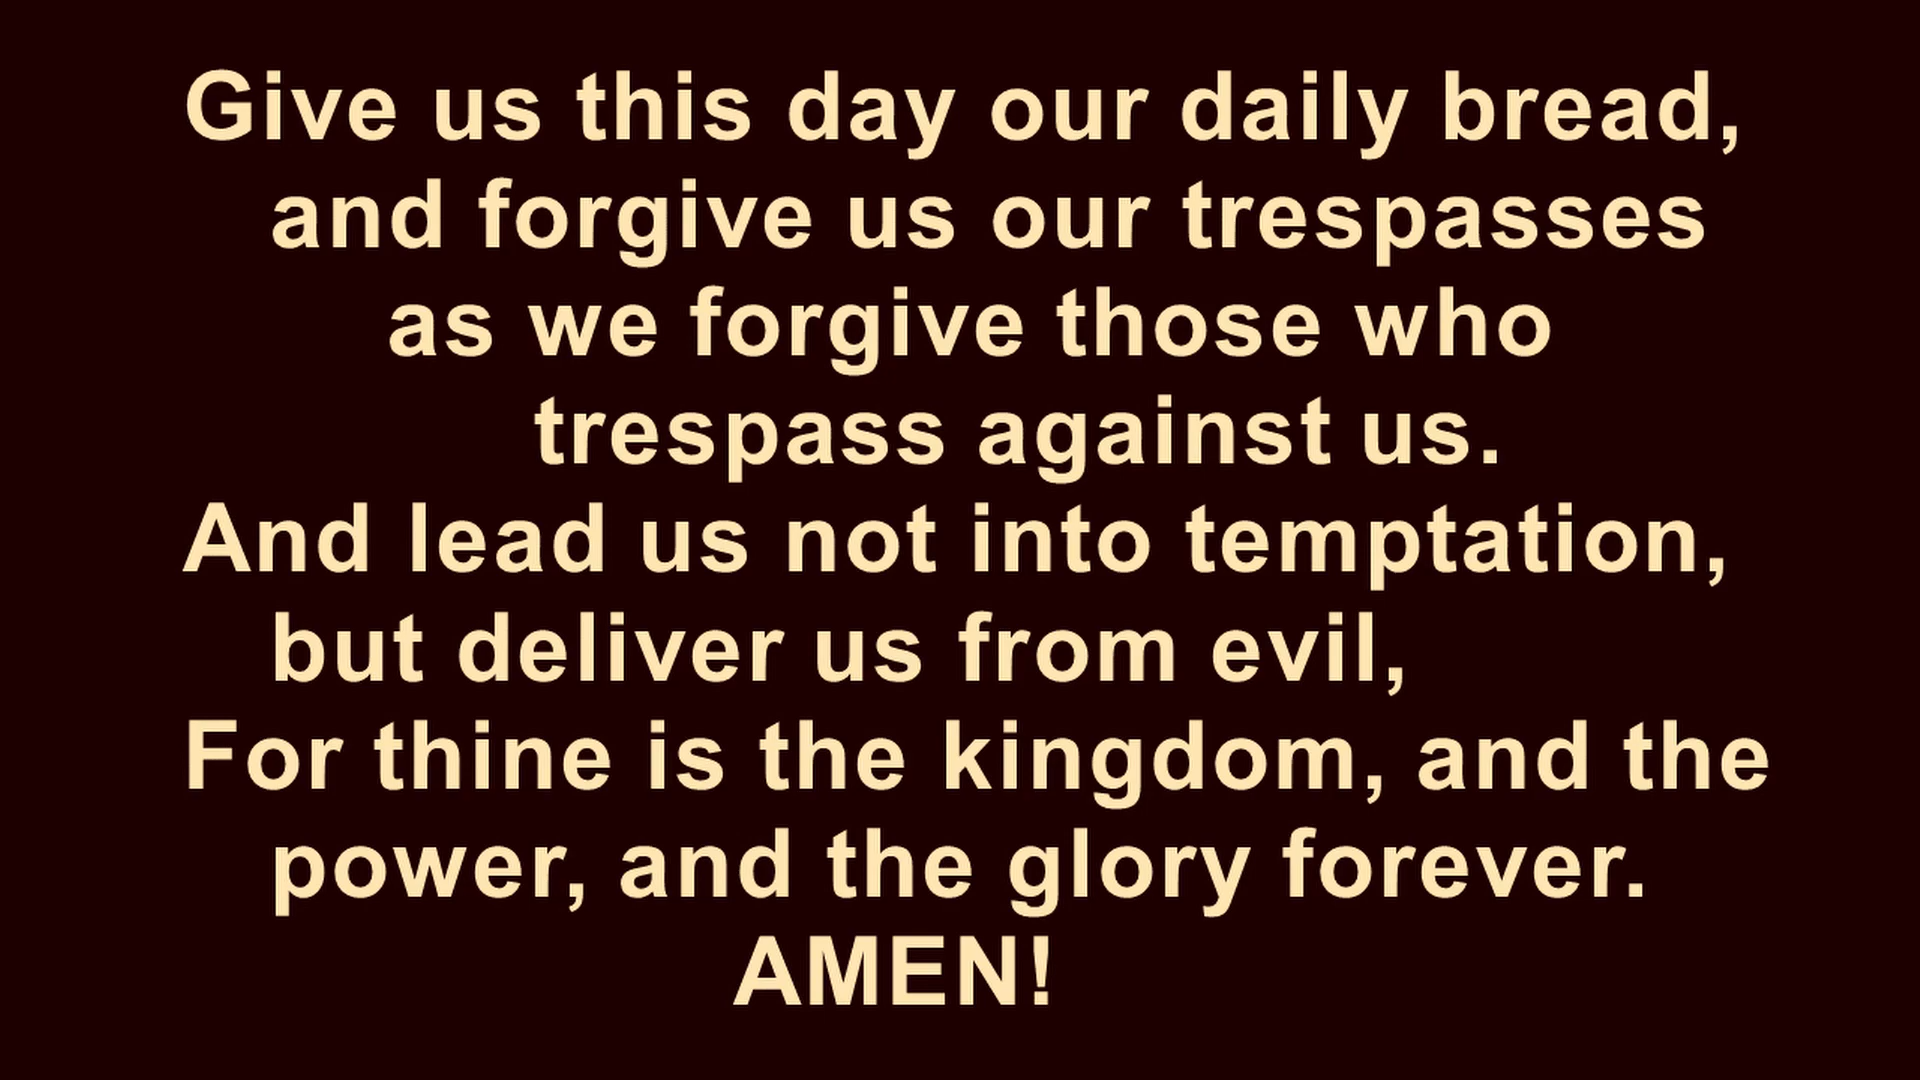 Give us this day our daily bread,
and forgive us our trespasses
as we forgive those who
trespass against us.
And lead us not into temptation,
but deliver us from evil,
For thine is the kingdom, and the
power, and the glory forever.
AMEN!